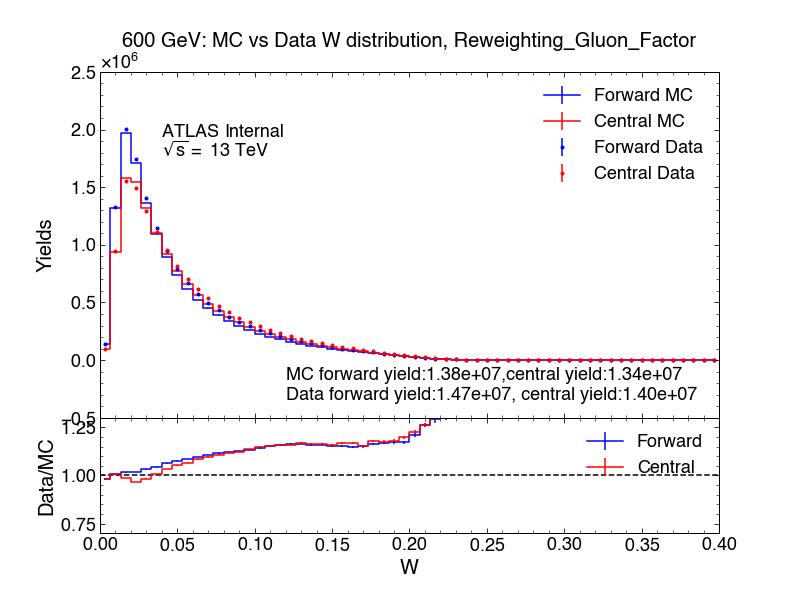 600 GeV: MC vs Data W distribution, Reweighting_Gluon_Factor
×10⁶
2.5
2.0
1.5
1.0
0.5
0.0
-0.5
Yields
ATLAS Internal
√s = 13 TeV
Forward MC
Central MC
Forward Data
Central Data
MC forward yield:1.38e+07,central yield:1.34e+07
Data forward yield:1.47e+07, central yield:1.40e+07
1.25
1.00
0.75
Data/MC
Forward
Central
0.00 0.05 0.10 0.15 0.20 0.25 0.30 0.35 0.40
W